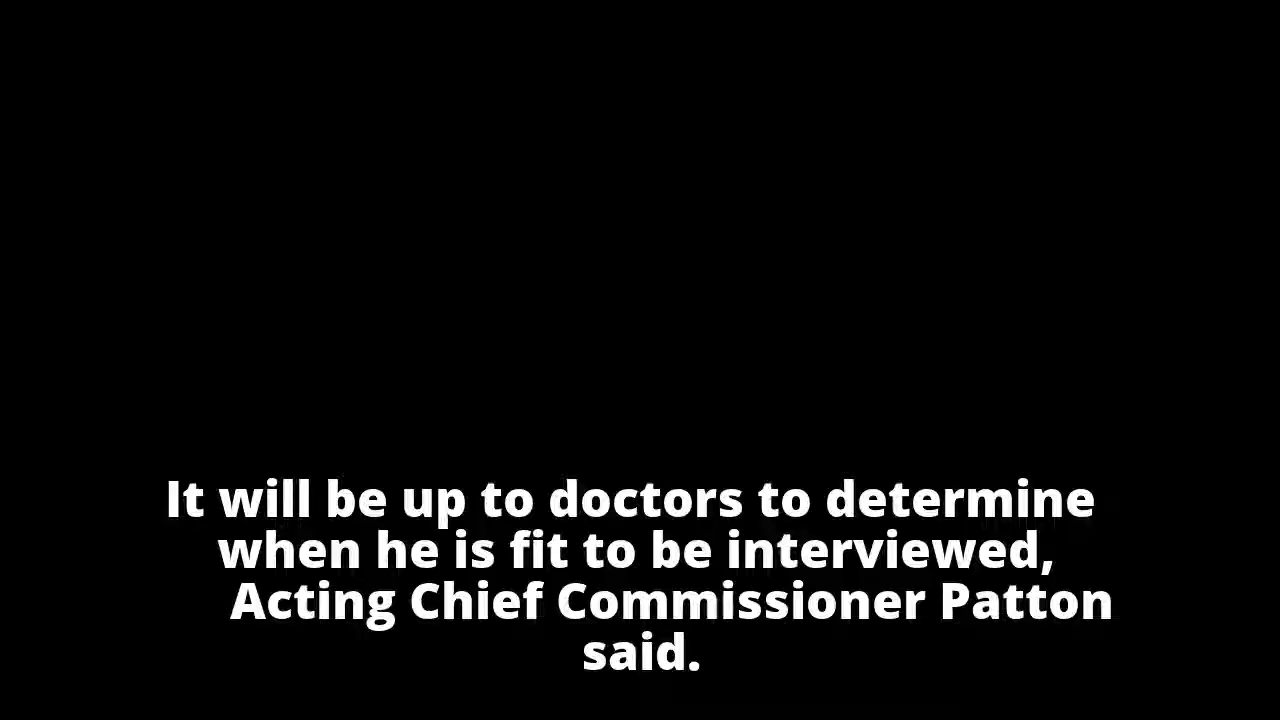 It will be up to doctors to determine
when he is fit to be interviewed,
Acting Chief Commissioner Patton
said.